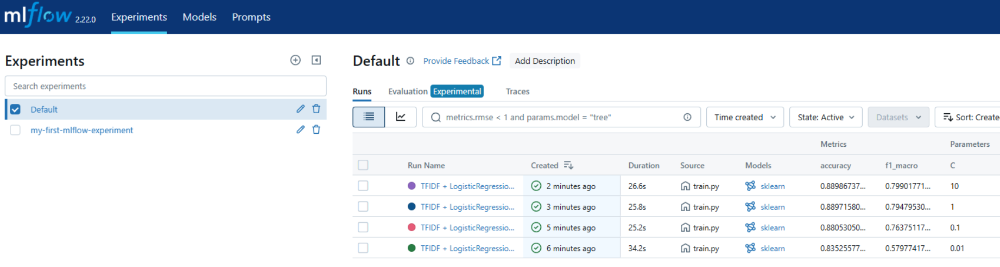 mlflow 2.22.0 Experiments Models Prompts
Experiments
Search experiments
Default
my-first-mlflow-experiment
Default Provide Feedback Add Description
Runs Evaluation Experimental Traces
metrics.rmse < 1 and params.model = "tree" Time created State: Active Datasets Sort: Create
Metrics Parameters
Run Name Created Duration Source Models accuracy f1_macro C
TFIDF + LogisticRegressio... 2 minutes ago 26.6s train.py sklearn 0.88986737... 0.79901771... 10
TFIDF + LogisticRegressio... 3 minutes ago 25.8s train.py sklearn 0.88971580... 0.79479530... 1
TFIDF + LogisticRegressio... 5 minutes ago 25.2s train.py sklearn 0.88053050... 0.76375117... 0.1
TFIDF + LogisticRegressio... 6 minutes ago 34.2s train.py sklearn 0.83525577... 0.57977417... 0.01